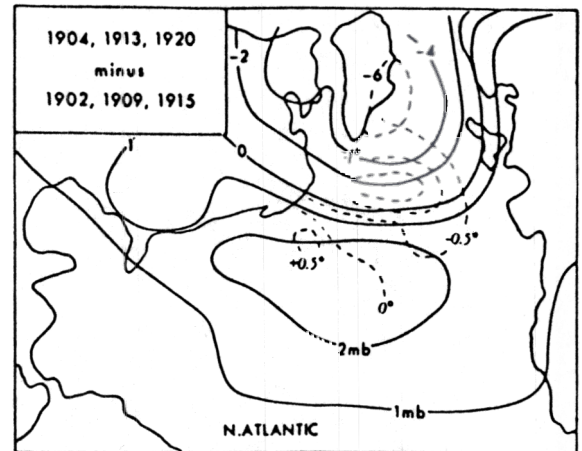 1904, 1913, 1920
minus
1902, 1909, 1915
-2
-4
-6
0
1
-0.5°
+0.5°
0°
2mb
1mb
N.ATLANTIC